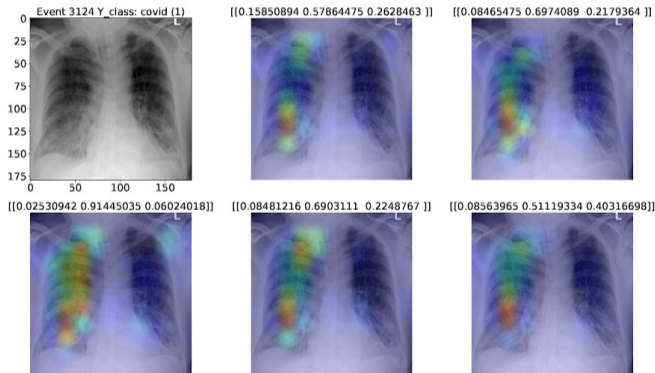 Event 3124 Y_class: covid (1)
[[0.15850894 0.57864475 0.2628463 ]]
[[0.08465475 0.6974089 0.2179364 ]]
0
25
50
75
100
125
150
175
0 50 100 150
L
L
L
[[0.02530942 0.91445035 0.06024018]]
[[0.08481216 0.6903111 0.2248767 ]]
[[0.08563965 0.51119334 0.40316698]]
L
L
L